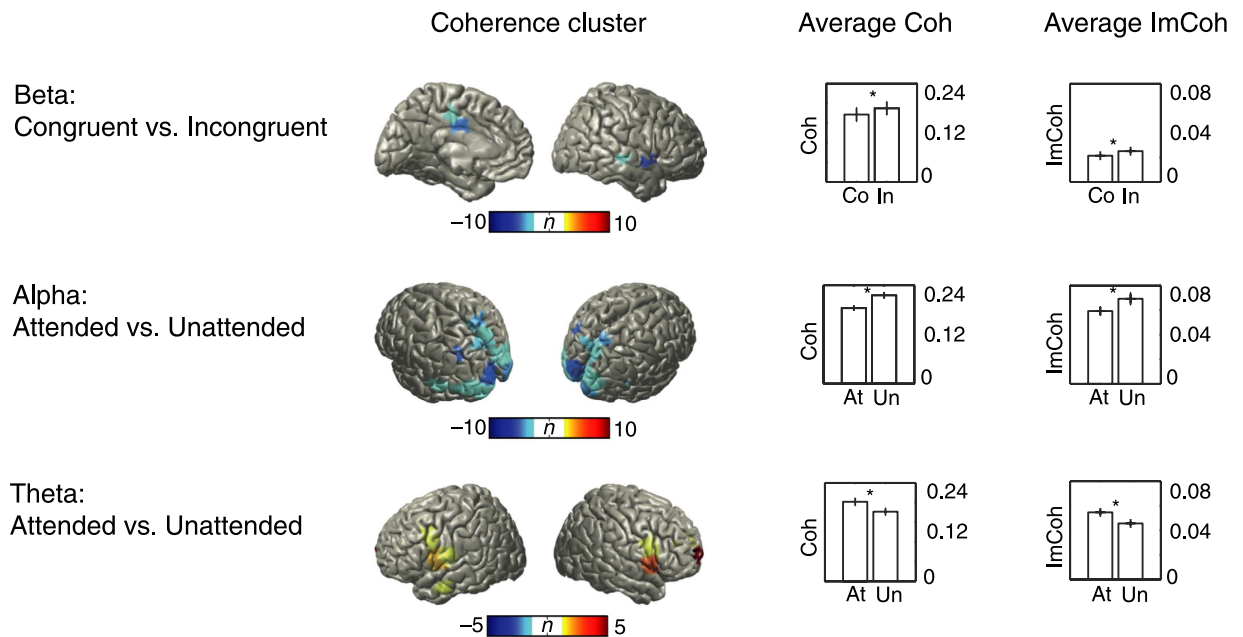 Coherence cluster Average Coh Average ImCoh
Beta:
Congruent vs. Incongruent
–10 n 10
Coh
*
0.24
0.12
0
Co In
ImCoh
*
0.08
0.04
0
Co In
Alpha:
Attended vs. Unattended
–10 n 10
Coh
*
0.24
0.12
0
At Un
ImCoh
*
0.08
0.04
0
At Un
Theta:
Attended vs. Unattended
–5 n 5
Coh
*
0.24
0.12
0
At Un
ImCoh
*
0.08
0.04
0
At Un